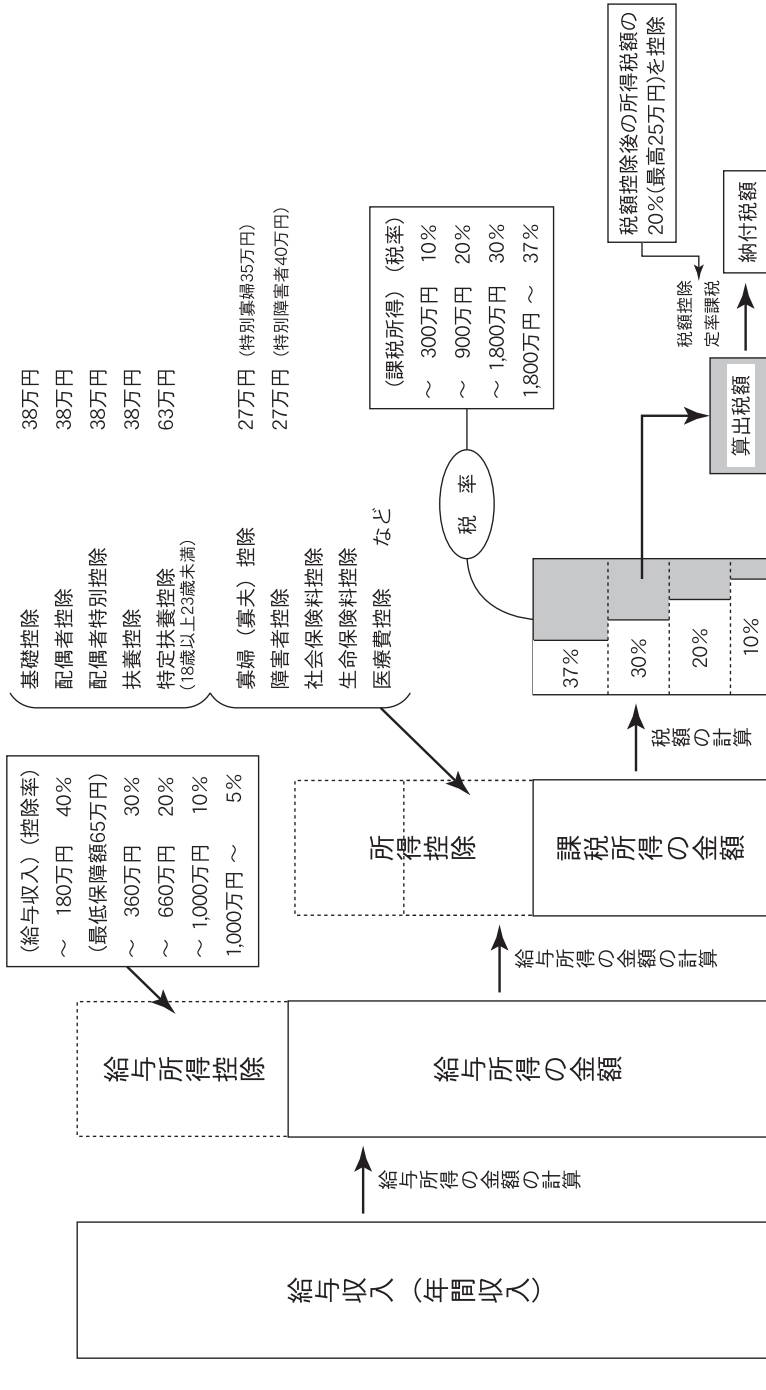 給与収入（年間収入）
給与所得の金額の計算
給与所得控除
給与所得の金額
（給与収入）（控除率）
～ 180万円 40%
（最低保障額65万円）
～ 360万円 30%
～ 660万円 20%
～ 1,000万円 10%
1,000万円 ～ 5%
給与所得の金額の計算
所得控除
課税所得の金額
基礎控除 38万円
配偶者控除 38万円
配偶者特別控除 38万円
扶養控除 38万円
特定扶養控除 63万円
（18歳以上23歳未満）
寡婦（寡夫）控除 27万円（特別寡婦35万円）
障害者控除 27万円（特別障害者40万円）
社会保険料控除
生命保険料控除
医療費控除 など
税額の計算
37%
30%
20%
10%
税率
（課税所得）（税率）
～ 300万円 10%
～ 900万円 20%
～ 1,800万円 30%
1,800万円 ～ 37%
算出税額
税額控除
定率課税
税額控除後の所得税額の
20%(最高25万円)を控除
納付税額